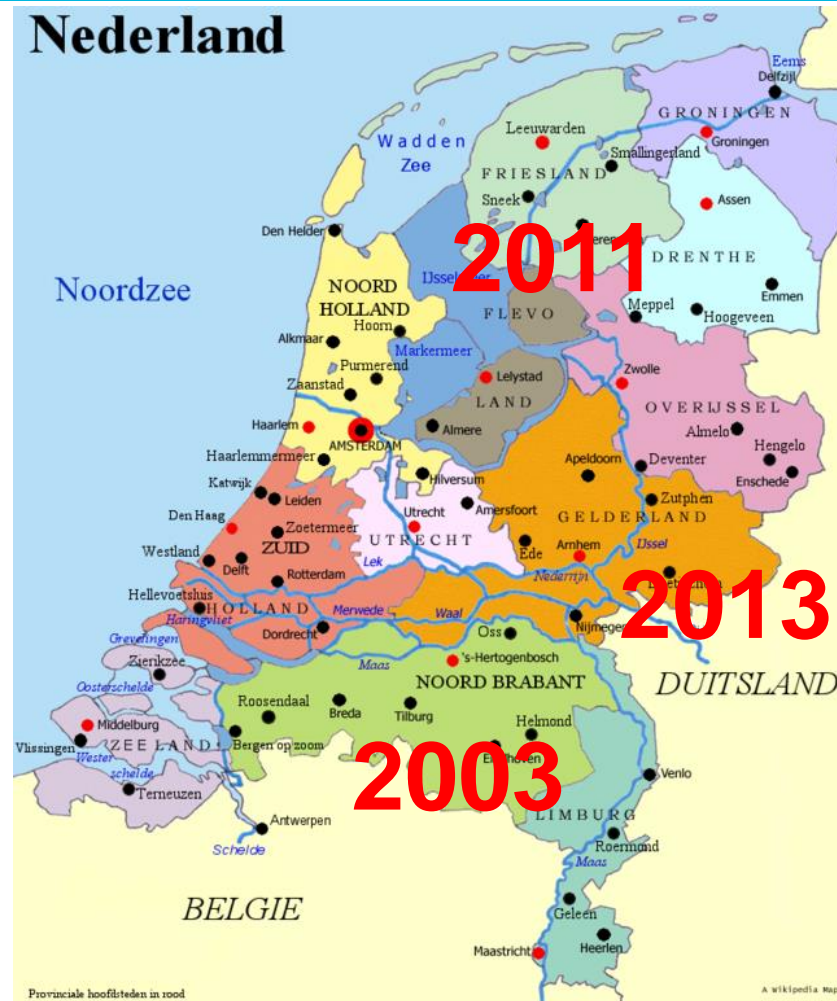 Nederland
Eems
Delfzijl
GRONINGEN
Leeuwarden
Groningen
Wadden
Zee
Smallingerland
FRIESLAND
Sneek
Assen
Den Helder
2011
DRENTHE
Noordzee
NOORD
HOLLAND
Emmen
FLEVO
Meppel
Hoogeveen
Hoorn
Alkmaar
Markermeer
Purmerend
Lelystad
Zwolle
Zaanstad
LAND
OVERIJSSEL
Haarlem
Almere
Almelo
AMSTERDAM
Hengelo
Haarlemmermeer
Apeldoorn
Deventer
Hilversum
Enschede
Katwijk
Leiden
Zutphen
Amersfoort
Den Haag
Utrecht
GELDERLAND
Zoetermeer
UTRECHT
ZUID
Ede
Arnhem
IJssel
Westland
Lek
Delft
Rotterdam
Nederrijn
Hellevoetsluis
HOLLAND
Merwede
Waal
2013
Haringvliet
Dordrecht
Grevelingen
Oss
Zierikzee
Maas
's-Hertogenbosch
DUITSLAND
Oosterschelde
NOORD BRABANT
Roosendaal
Breda
Tilburg
Middelburg
Helmond
Vlissingen
ZEELAND
Bergen op zoom
Wester
schelde
2003
Venlo
Terneuzen
LIMBURG
Antwerpen
Roermond
Schelde
Maas
BELGIE
Geleen
Heerlen
Maastricht
Provinciale hoofdsteden in rood
A Wikipedia Map